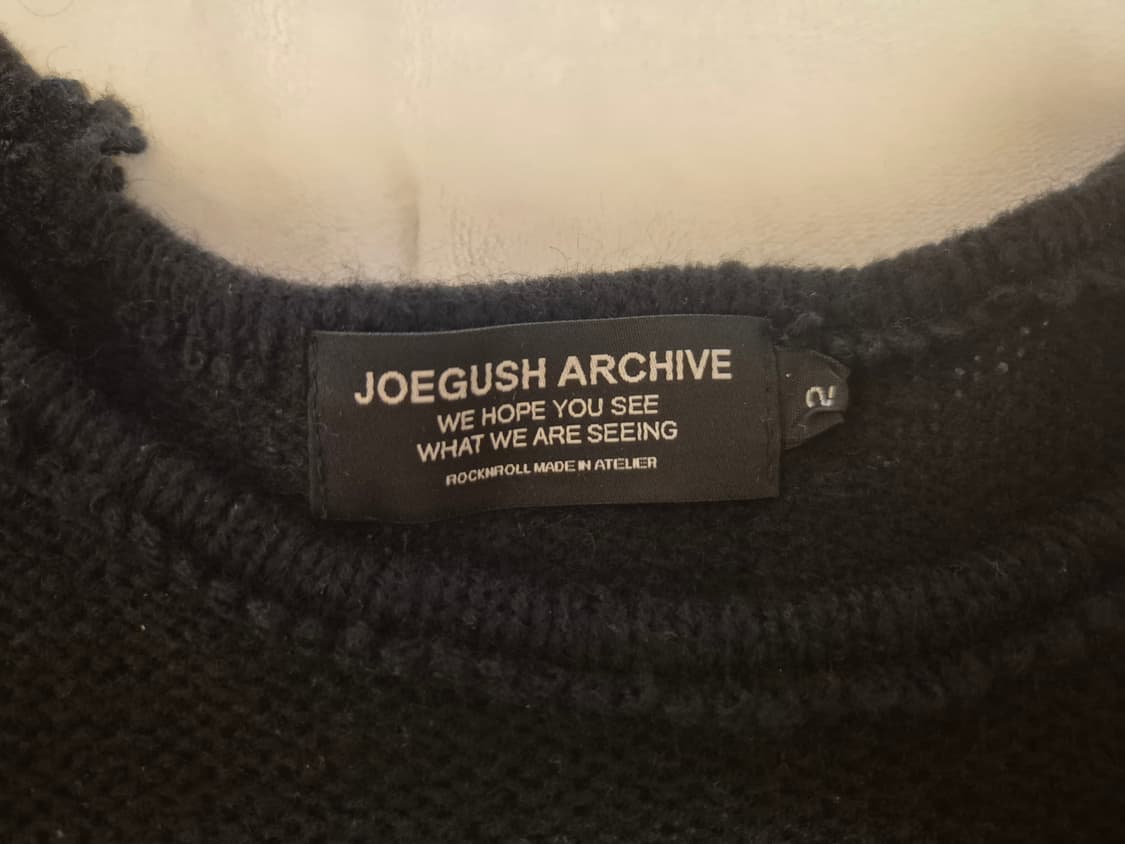 JOEGUSH ARCHIVE
WE HOPE YOU SEE
WHAT WE ARE SEEING
ROCKNROLL MADE IN ATELIER
2